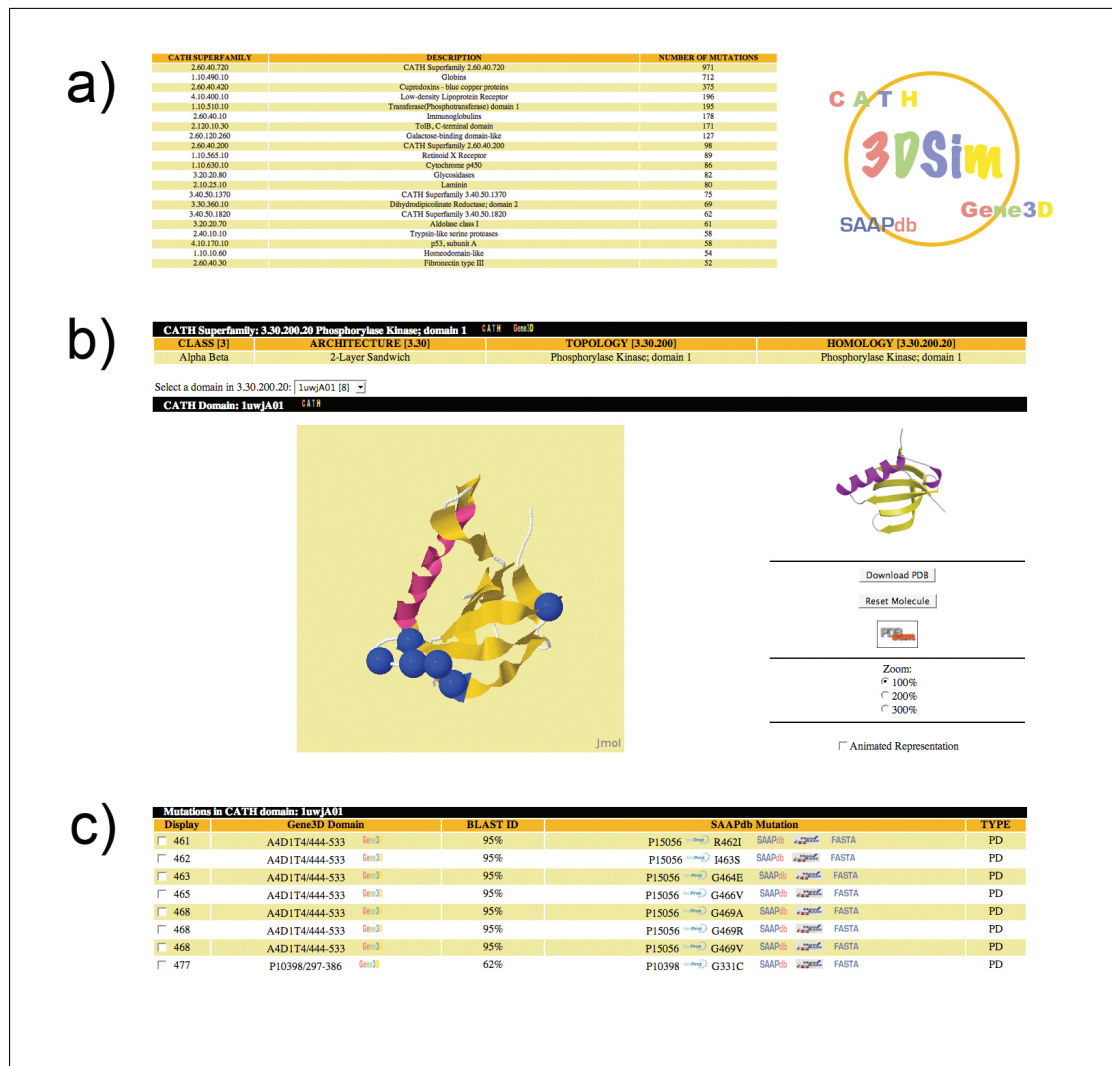 a)
CATH SUPERFAMILY DESCRIPTION NUMBER OF MUTATIONS
2.60.40.720 CATH Superfamily 2.60.40.720 971
1.10.490.10 Globins 712
2.60.40.420 Cupredoxins - blue copper proteins 375
4.10.400.10 Low-density Lipoprotein Receptor 196
1.10.510.10 Transferase(Phosphotransferase) domain 1 195
2.60.40.10 Immunoglobulins 178
2.120.10.30 TolB, C-terminal domain 171
2.60.120.260 Galactose-binding domain-like 127
2.60.40.200 CATH Superfamily 2.60.40.200 98
1.10.565.10 Retinoid X Receptor 89
1.10.630.10 Cytochrome p450 86
3.20.20.80 Glycosidases 82
2.10.25.10 Laminin 80
3.40.50.1370 CATH Superfamily 3.40.50.1370 75
3.30.360.10 Dihydrodipicolinate Reductase; domain 2 69
3.40.50.1820 CATH Superfamily 3.40.50.1820 62
3.20.20.70 Aldolase class I 61
2.40.10.10 Trypsin-like serine proteases 58
4.10.170.10 p53, subunit A 58
1.10.10.60 Homeodomain-like 54
2.60.40.30 Fibronectin type III 52
CATH
3DSim
Gene3D
SAAPdb
b)
CATH Superfamily: 3.30.200.20 Phosphorylase Kinase; domain 1 CATH Gene3D
CLASS [3] ARCHITECTURE [3.30] TOPOLOGY [3.30.200] HOMOLOGY [3.30.200.20]
Alpha Beta 2-Layer Sandwich Phosphorylase Kinase; domain 1 Phosphorylase Kinase; domain 1
Select a domain in 3.30.200.20: 1uwjA01 [8]
CATH Domain: 1uwjA01 CATH
Jmol
Download PDB
Reset Molecule
PDBsum
Zoom:
100%
200%
300%
Animated Representation
c)
Mutations in CATH domain: 1uwjA01
Display Gene3D Domain BLAST ID SAAPdb Mutation TYPE
461 A4D1T4/444-533 Gene3D 95% P15056 R462I SAAPdb FASTA PD
462 A4D1T4/444-533 Gene3D 95% P15056 I463S SAAPdb FASTA PD
463 A4D1T4/444-533 Gene3D 95% P15056 G464E SAAPdb FASTA PD
465 A4D1T4/444-533 Gene3D 95% P15056 G466V SAAPdb FASTA PD
468 A4D1T4/444-533 Gene3D 95% P15056 G469A SAAPdb FASTA PD
468 A4D1T4/444-533 Gene3D 95% P15056 G469R SAAPdb FASTA PD
468 A4D1T4/444-533 Gene3D 95% P15056 G469V SAAPdb FASTA PD
477 P10398/297-386 Gene3D 62% P10398 G331C SAAPdb FASTA PD